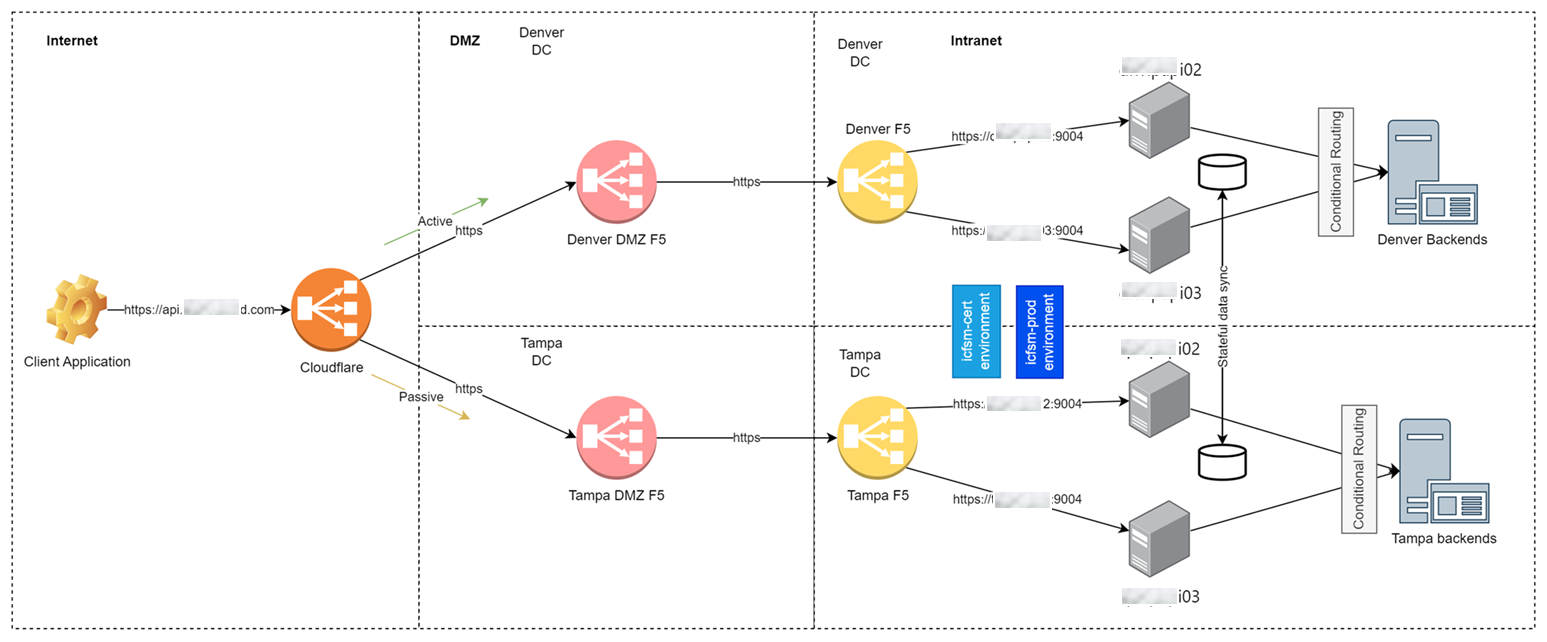 Internet
DMZ
Denver
DC
Denver
DC
Intranet
i02
Denver F5
https://
:9004
Conditional Routing
Active
https
https
Denver DMZ F5
https:/
3:9004
Denver Backends
i03
Stateful data sync
icfsm-cert
environment
icfsm-prod
environment
https://api.
d.com
Client Application
Cloudflare
Tampa
DC
Tampa
DC
i02
https
Passive
https:
2:9004
Conditional Routing
https
Tampa DMZ F5
Tampa F5
https://
:9004
Tampa backends
i03